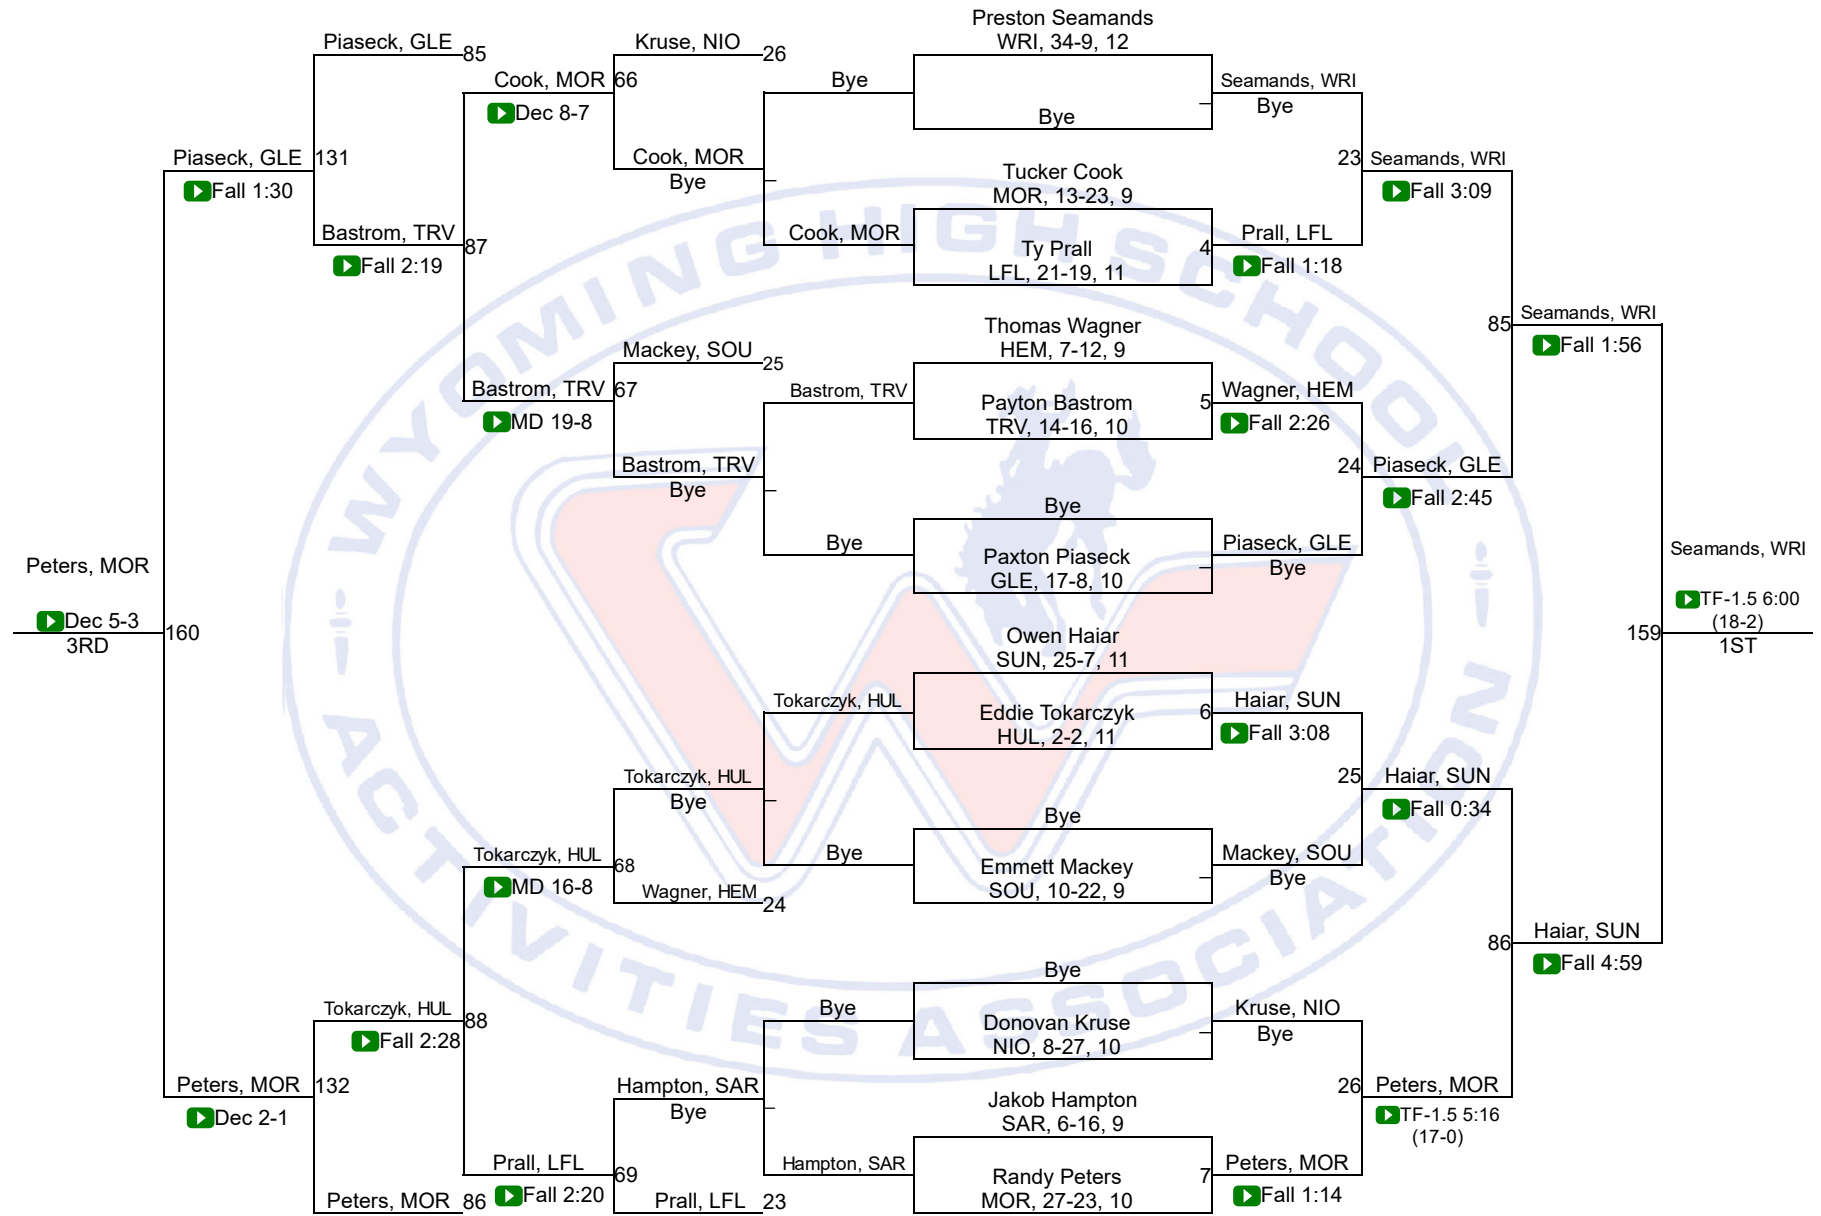 Preston Seamands
WRI, 34-9, 12
Piaseck, GLE
85
Kruse, NIO
26
Cook, MOR
66
Dec 8-7
Bye
Bye
Seamands, WRI
Bye
Piaseck, GLE
131
Fall 1:30
Cook, MOR
Bye
Tucker Cook
MOR, 13-23, 9
23
Seamands, WRI
Fall 3:09
Bastrom, TRV
87
Fall 2:19
Cook, MOR
Ty Prall
LFL, 21-19, 11
4
Prall, LFL
Fall 1:18
Thomas Wagner
HEM, 7-12, 9
85
Seamands, WRI
Fall 1:56
Mackey, SOU
25
Bastrom, TRV
67
MD 19-8
Bastrom, TRV
Payton Bastrom
TRV, 14-16, 10
5
Wagner, HEM
Fall 2:26
Bastrom, TRV
Bye
24
Piaseck, GLE
Fall 2:45
Bye
Bye
Paxton Piaseck
GLE, 17-8, 10
Piaseck, GLE
Bye
Peters, MOR
Dec 5-3
3RD
160
Seamands, WRI
TF-1.5 6:00
(18-2)
1ST
159
Owen Haiar
SUN, 25-7, 11
Tokarczyk, HUL
Eddie Tokarczyk
HUL, 2-2, 11
6
Haiar, SUN
Fall 3:08
Tokarczyk, HUL
Bye
25
Haiar, SUN
Fall 0:34
Bye
Tokarczyk, HUL
68
MD 16-8
Bye
Emmett Mackey
SOU, 10-22, 9
Mackey, SOU
Bye
Wagner, HEM
24
86
Haiar, SUN
Fall 4:59
Bye
Tokarczyk, HUL
88
Fall 2:28
Bye
Donovan Kruse
NIO, 8-27, 10
Kruse, NIO
Bye
Peters, MOR
132
Dec 2-1
Hampton, SAR
Bye
Jakob Hampton
SAR, 6-16, 9
26
Peters, MOR
TF-1.5 5:16
(17-0)
Prall, LFL
69
Fall 2:20
Hampton, SAR
Randy Peters
MOR, 27-23, 10
7
Peters, MOR
Fall 1:14
Peters, MOR
86
Prall, LFL
23
WYOMING HIGH SCHOOL
ACTIVITIES ASSOCIATION